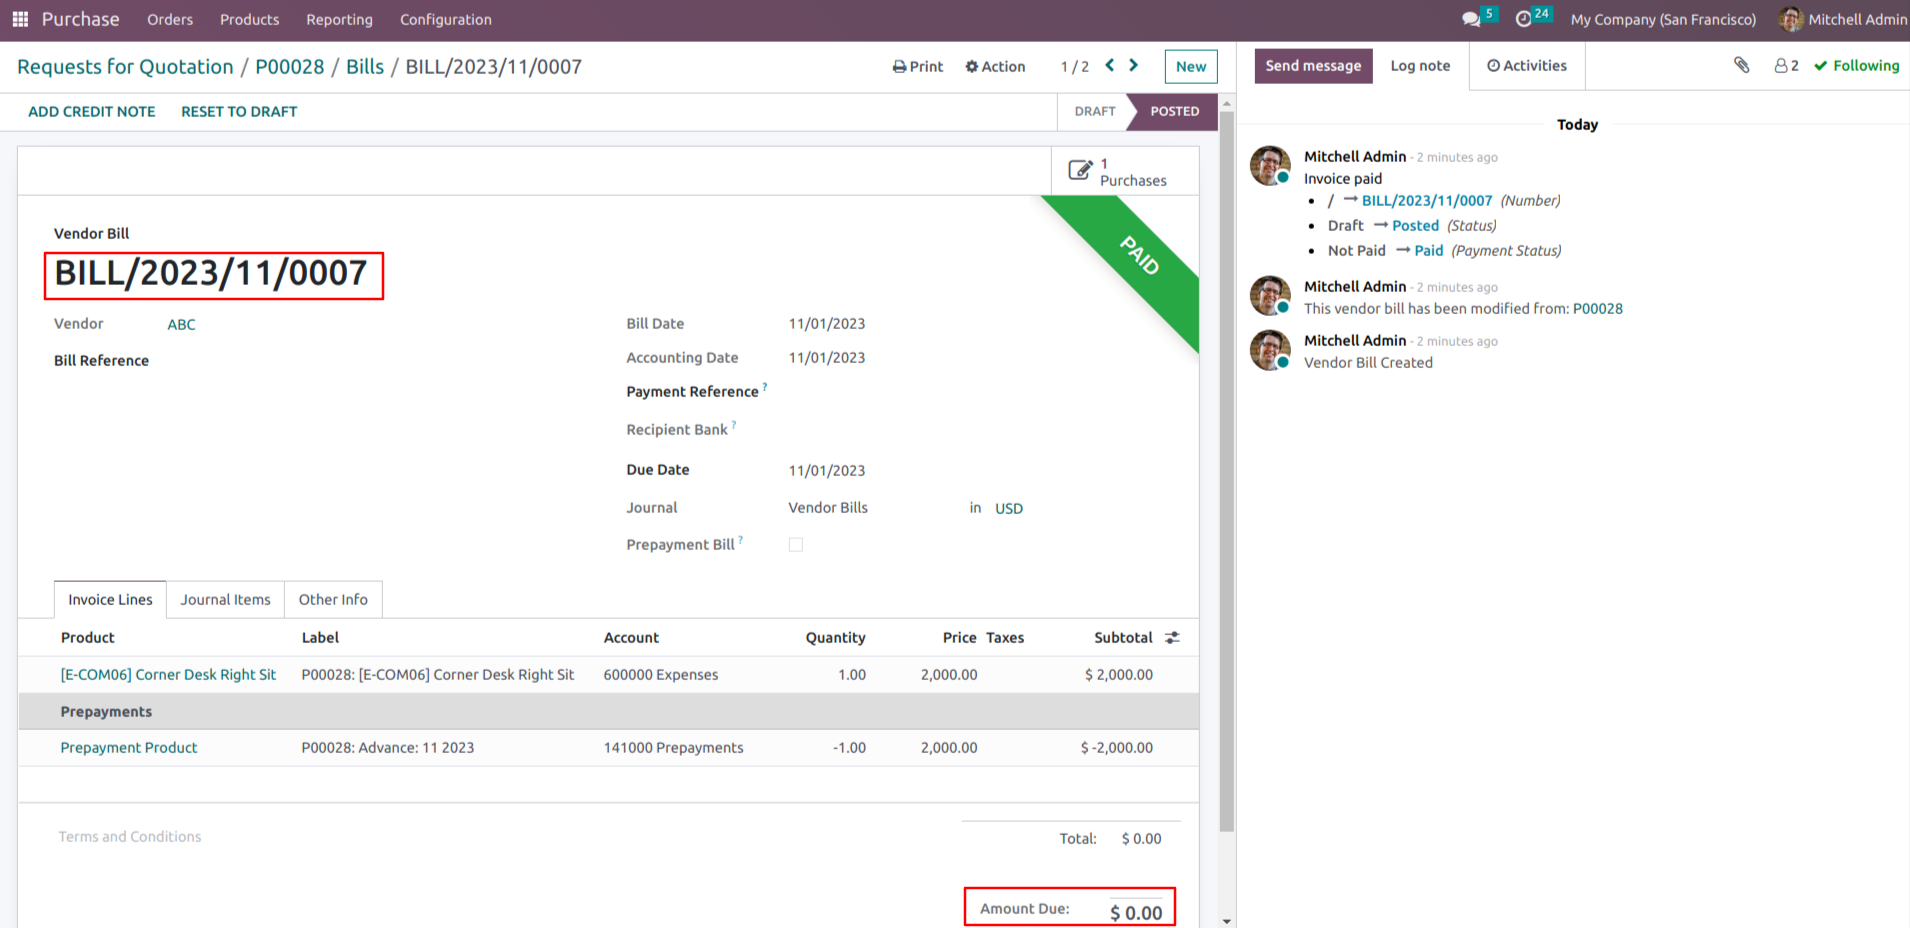 Purchase Orders Products Reporting Configuration 5 24 My Company (San Francisco) Mitchell Admin
Requests for Quotation / P00028 / Bills / BILL/2023/11/0007 Print Action 1 / 2 New
ADD CREDIT NOTE RESET TO DRAFT DRAFT POSTED
1
Purchases
PAID
Vendor Bill
BILL/2023/11/0007
Vendor ABC
Bill Reference
Bill Date 11/01/2023
Accounting Date 11/01/2023
Payment Reference ?
Recipient Bank ?
Due Date 11/01/2023
Journal Vendor Bills in USD
Prepayment Bill ?
Invoice Lines Journal Items Other Info
Product Label Account Quantity Price Taxes Subtotal
[E-COM06] Corner Desk Right Sit P00028: [E-COM06] Corner Desk Right Sit 600000 Expenses 1.00 2,000.00 $ 2,000.00
Prepayments
Prepayment Product P00028: Advance: 11 2023 141000 Prepayments -1.00 2,000.00 $ -2,000.00
Terms and Conditions
Total: $ 0.00
Amount Due: $ 0.00
Send message Log note Activities 2 Following
Today
Mitchell Admin - 2 minutes ago
Invoice paid
• / → BILL/2023/11/0007 (Number)
• Draft → Posted (Status)
• Not Paid → Paid (Payment Status)
Mitchell Admin - 2 minutes ago
This vendor bill has been modified from: P00028
Mitchell Admin - 2 minutes ago
Vendor Bill Created